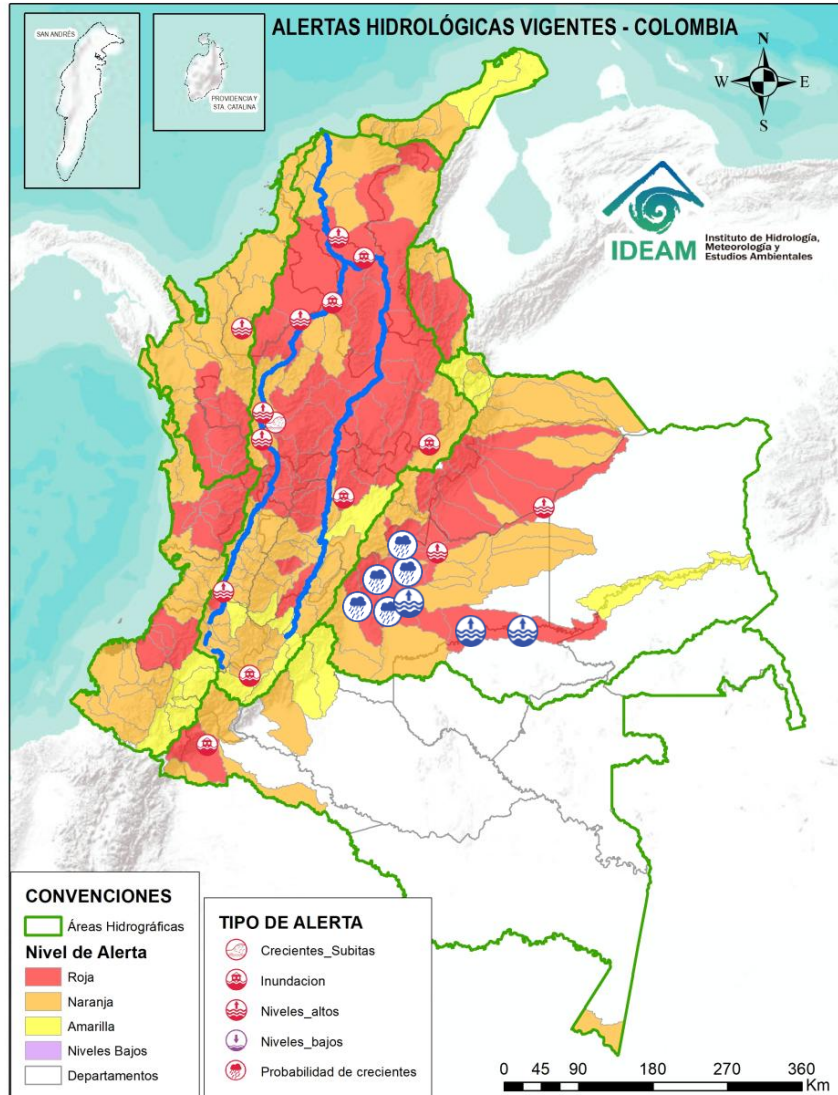 SAN ANDRÉS
PROVIDENCIA Y
STA. CATALINA
ALERTAS HIDROLÓGICAS VIGENTES - COLOMBIA
N
W
E
S
IDEAM
Instituto de Hidrología,
Meteorología y
Estudios Ambientales
CONVENCIONES
Áreas Hidrográficas
Nivel de Alerta
Roja
Naranja
Amarilla
Niveles Bajos
Departamentos
TIPO DE ALERTA
Crecientes_Subitas
Inundacion
Niveles_altos
Niveles_bajos
Probabilidad de crecientes
0 45 90 180 270 360
Km